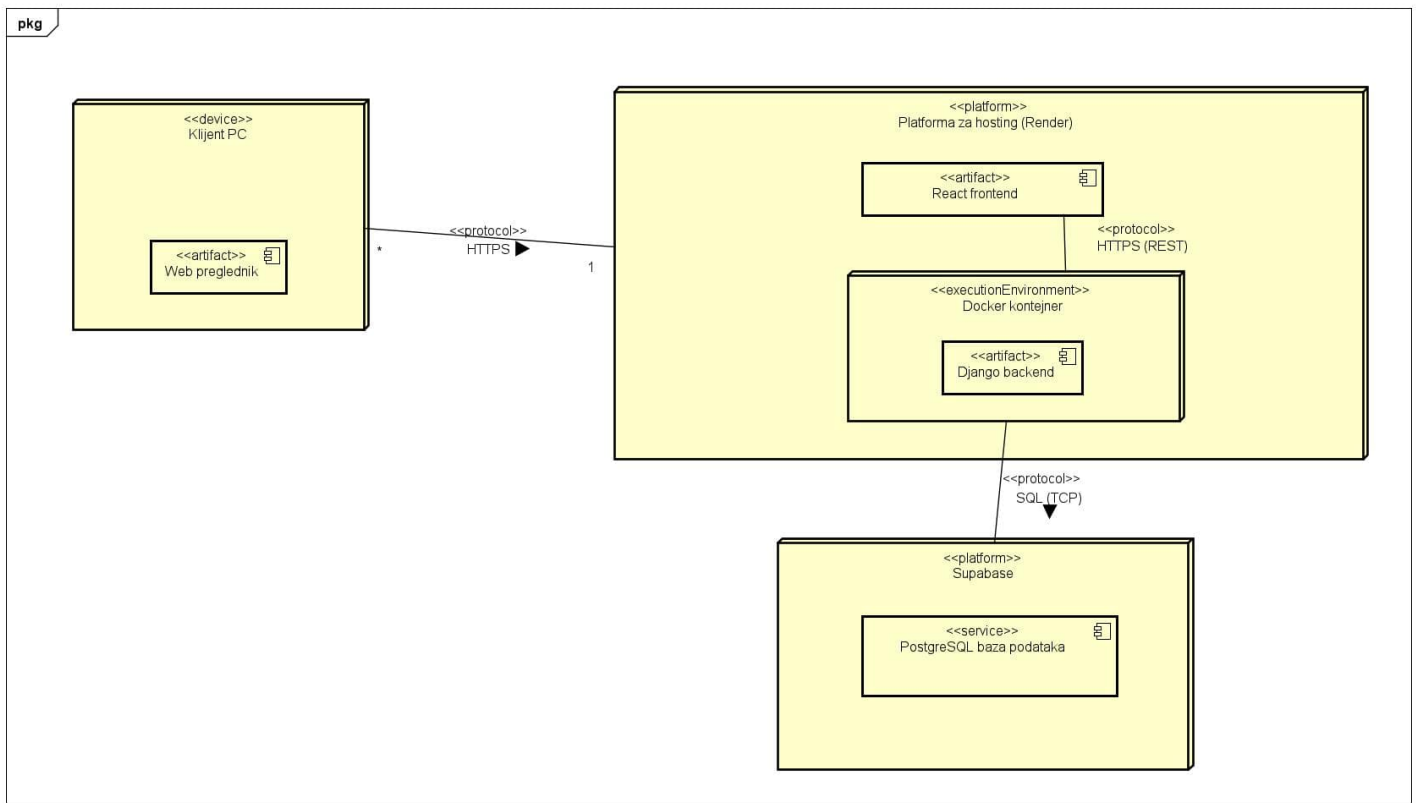 pkg
<<device>>
Klijent PC
<<artifact>>
Web preglednik
<<protocol>>
HTTPS
*
1
<<platform>>
Platforma za hosting (Render)
<<artifact>>
React frontend
<<protocol>>
HTTPS (REST)
<<executionEnvironment>>
Docker kontejner
<<artifact>>
Django backend
<<protocol>>
SQL (TCP)
<<platform>>
Supabase
<<service>>
PostgreSQL baza podataka